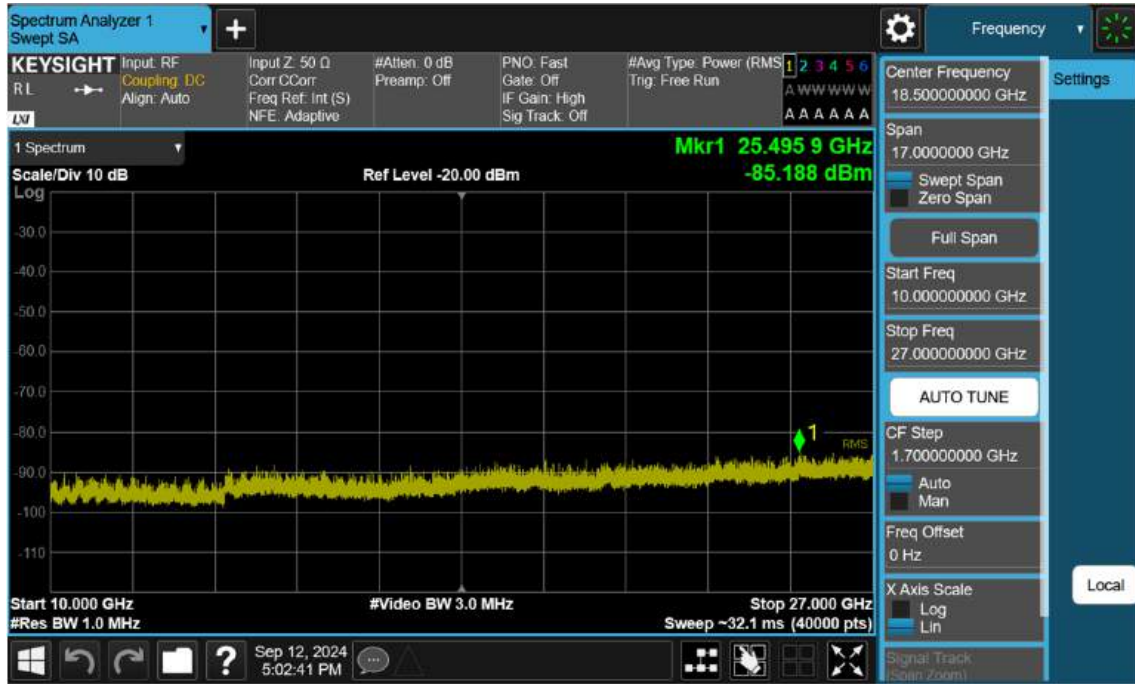 Spectrum Analyzer 1
Swept SA
Frequency
KEYSIGHT
RL
LXI
Input: RF
Coupling: DC
Align: Auto
Input Z: 50 Ω
Corr CCorr
Freq Ref: Int (S)
NFE: Adaptive
#Atten: 0 dB
Preamp: Off
PNO: Fast
Gate: Off
IF Gain: High
Sig Track: Off
#Avg Type: Power (RMS
Trig: Free Run
1 2 3 4 5 6
A W W W W W
A A A A A A
1 Spectrum
Mkr1 25.495 9 GHz
-85.188 dBm
Scale/Div 10 dB
Ref Level -20.00 dBm
Log
-30.0
-40.0
-50.0
-60.0
-70.0
-80.0
-90.0
-100
-110
1
RMS
Start 10.000 GHz
#Video BW 3.0 MHz
Stop 27.000 GHz
#Res BW 1.0 MHz
Sweep ~32.1 ms (40000 pts)
Center Frequency
18.500000000 GHz
Settings
Span
17.0000000 GHz
Swept Span
Zero Span
Full Span
Start Freq
10.000000000 GHz
Stop Freq
27.000000000 GHz
AUTO TUNE
CF Step
1.700000000 GHz
Auto
Man
Freq Offset
0 Hz
X Axis Scale
Log
Lin
Signal Track
(Span Zoom)
Local
?
Sep 12, 2024
5:02:41 PM